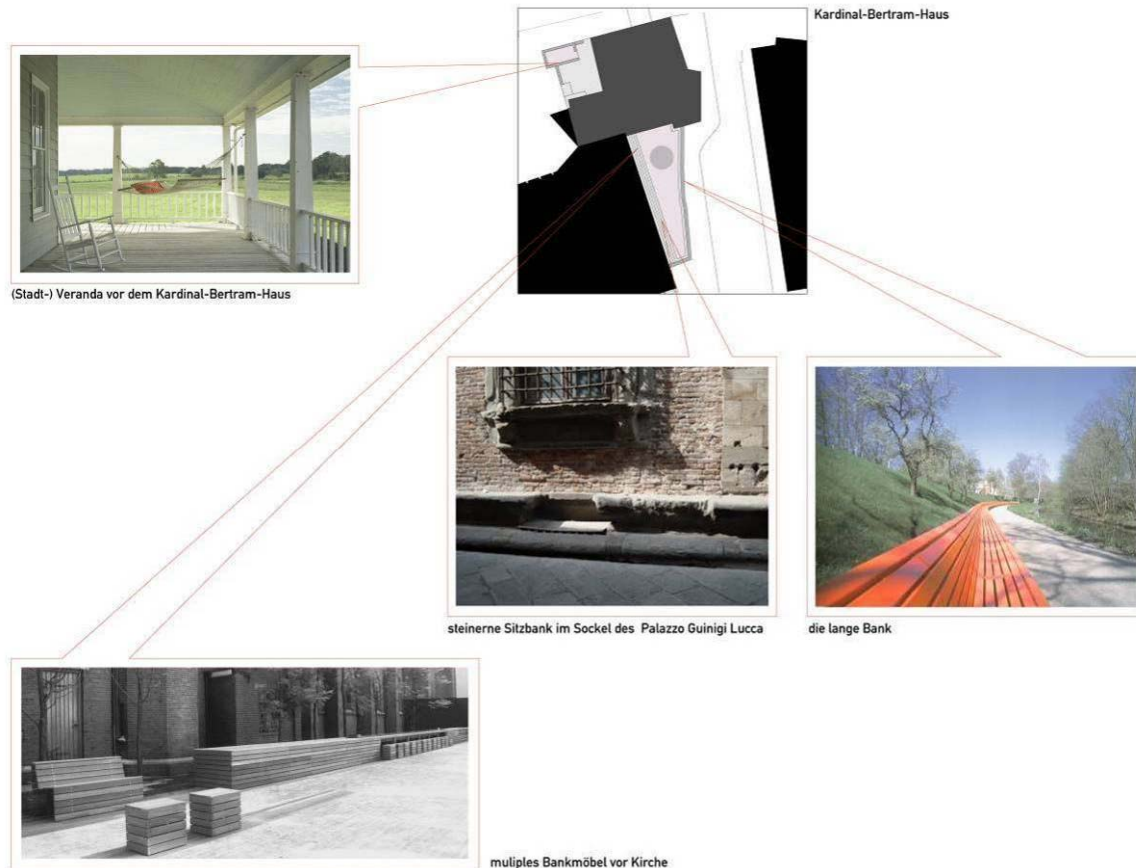 Kardinal-Bertram-Haus
(Stadt-) Veranda vor dem Kardinal-Bertram-Haus
steinerne Sitzbank im Sockel des Palazzo Guinigi Lucca
die lange Bank
muliples Bankmöbel vor Kirche